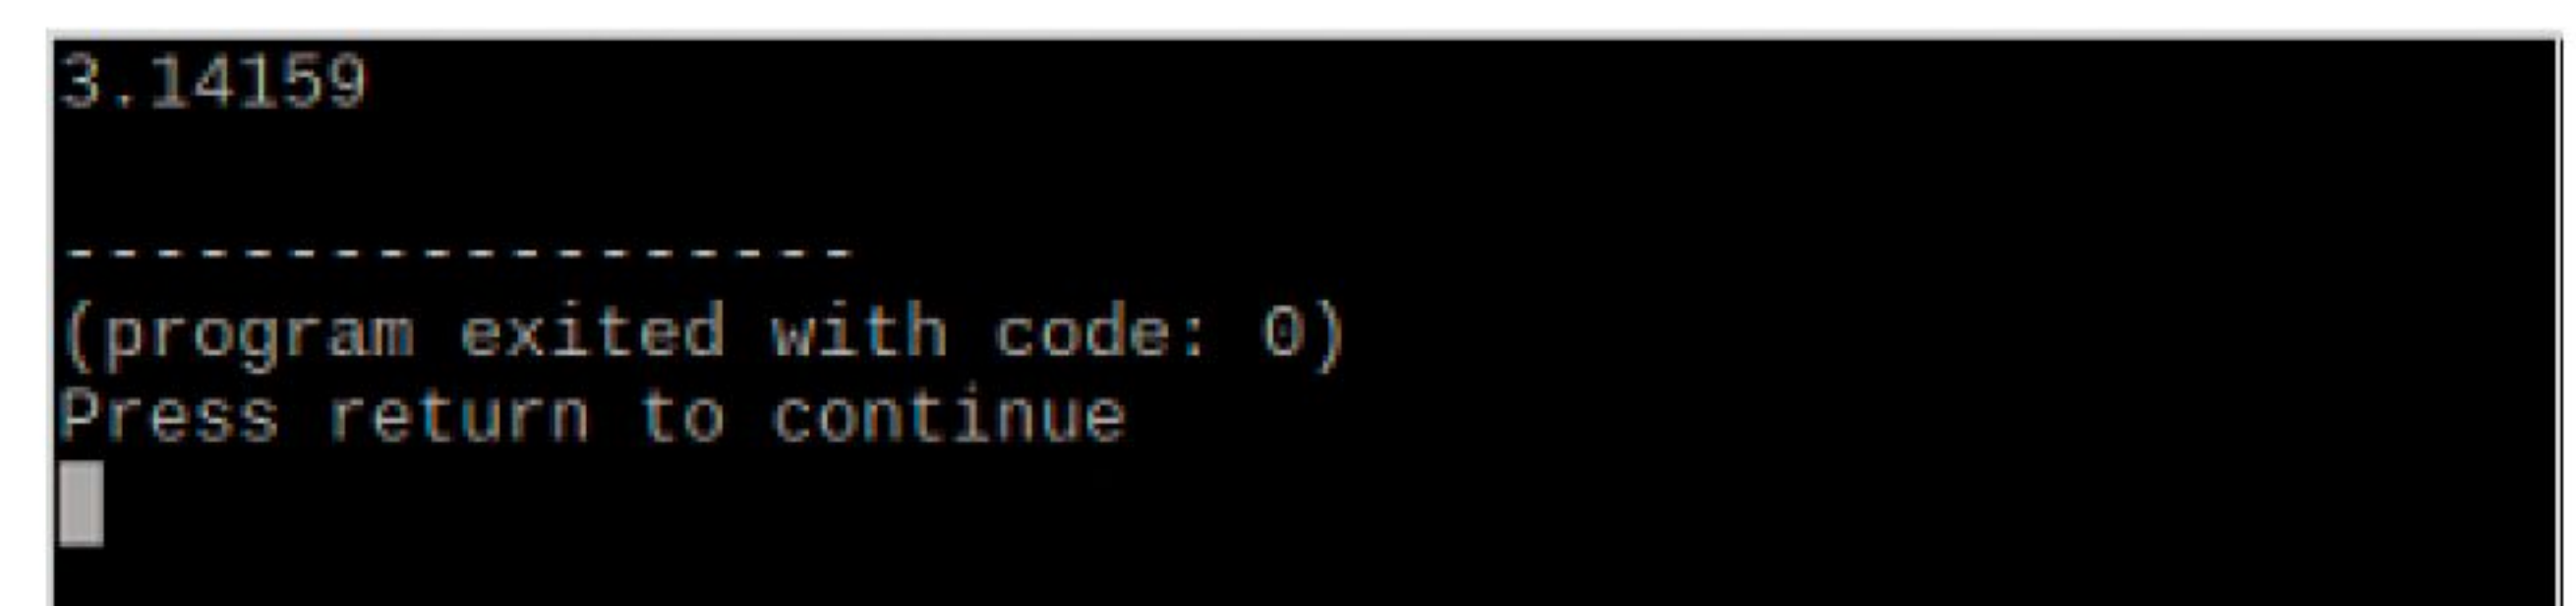 3.14159
------------------
(program exited with code: 0)
Press return to continue